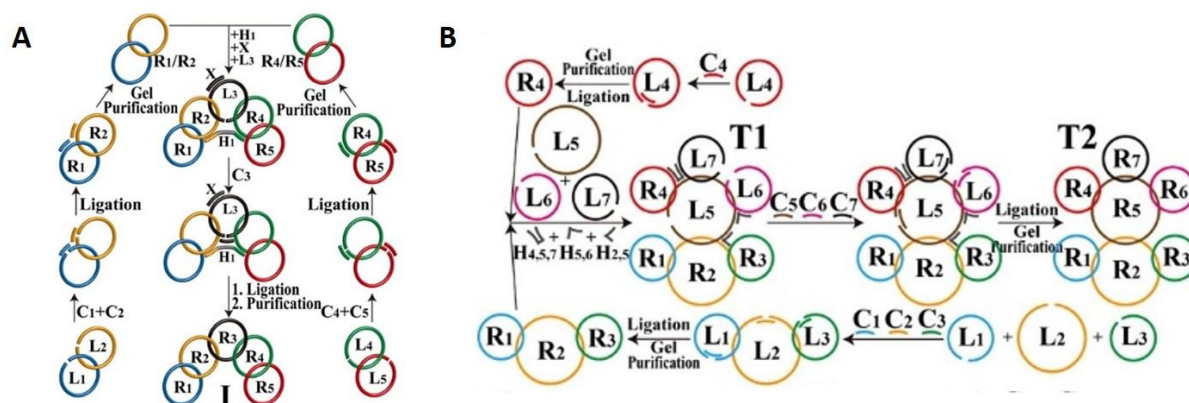 A
R1/R2
+H1
+X
+L3
R4/R5
Gel
Purification
X
L3
R2
R4
R1
H1
R5
Gel
Purification
R2
R1
R4
R5
C3
Ligation
X
L3
H1
Ligation
C1+C2
1. Ligation
2. Purification
C4+C5
L2
L1
R3
R2
R4
R1
R5
I
L4
L5
B
R4
Gel
Purification
Ligation
L4
C4
L4
L5
+
L6
L7
H4,5,7 + H5,6 + H2,5
T1
L7
R4
L6
L5
R1
R2
R3
C5 C6 C7
L7
R4
L6
L5
R1
R2
R3
Ligation
Gel
Purification
T2
R7
R4
R6
R5
R1
R2
R3
R1
R2
R3
Ligation
Gel
Purification
L1
L2
L3
C1 C2 C3
L1 + L2 + L3